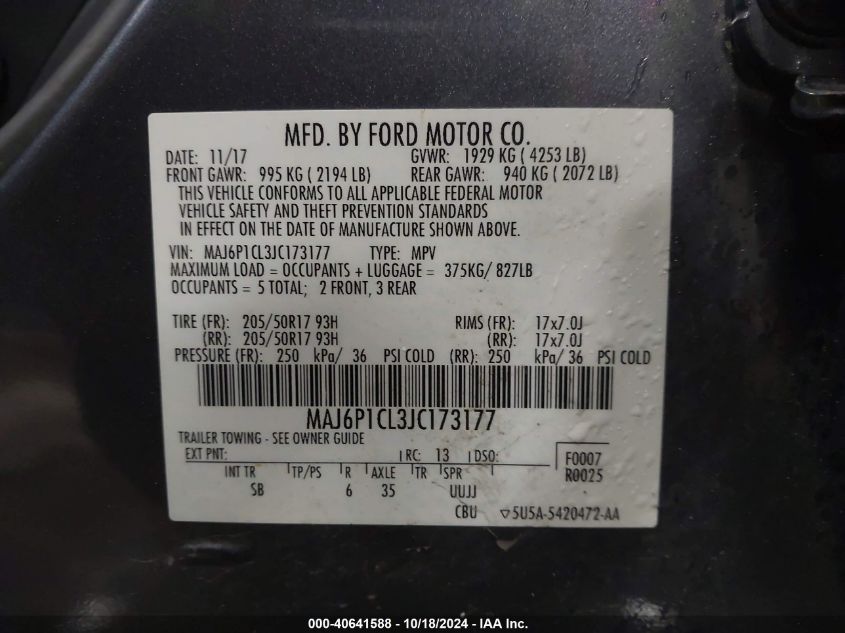 MFD. BY FORD MOTOR CO.
DATE: 11/17 GVWR: 1929 KG ( 4253 LB)
FRONT GAWR: 995 KG ( 2194 LB) REAR GAWR: 940 KG ( 2072 LB)
THIS VEHICLE CONFORMS TO ALL APPLICABLE FEDERAL MOTOR
VEHICLE SAFETY AND THEFT PREVENTION STANDARDS
IN EFFECT ON THE DATE OF MANUFACTURE SHOWN ABOVE.
VIN: MAJ6P1CL3JC173177 TYPE: MPV
MAXIMUM LOAD = OCCUPANTS + LUGGAGE = 375KG/ 827LB
OCCUPANTS = 5 TOTAL; 2 FRONT, 3 REAR
TIRE (FR): 205/50R17 93H RIMS (FR): 17x7.0J
(RR): 205/50R17 93H (RR): 17x7.0J
PRESSURE (FR): 250 kPa/ 36 PSI COLD (RR): 250 kPa/ 36 PSI COLD
MAJ6P1CL3JC173177
TRAILER TOWING - SEE OWNER GUIDE
EXT PNT: RC: 13 DSO: F0007
R0025
INT TR TP/PS R AXLE TR SPR
SB 6 35 UUJJ
CBU ▽5U5A-5420472-AA
000-40641588 - 10/18/2024 - IAA Inc.